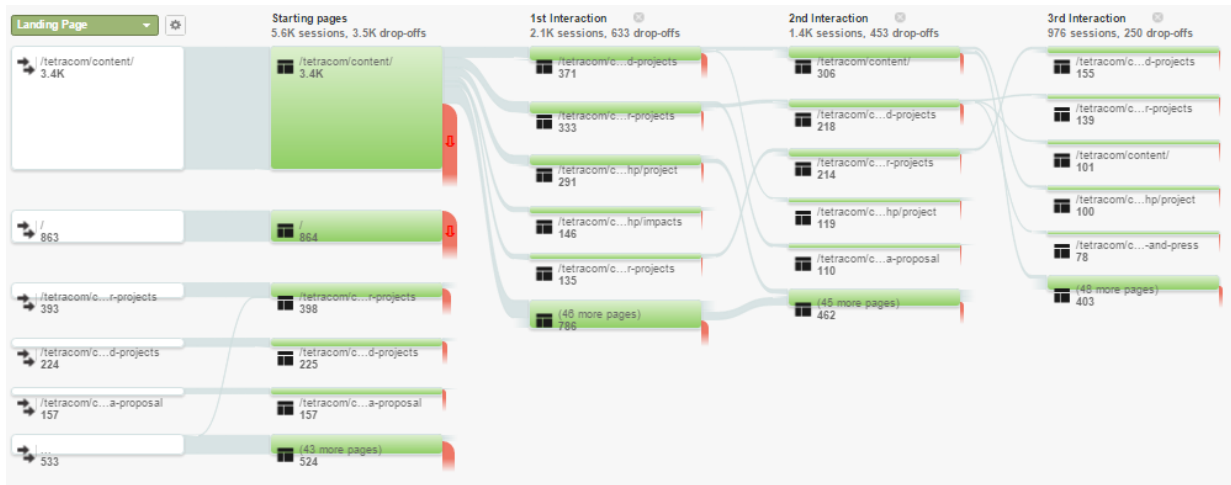 Landing Page
Starting pages
5.6K sessions, 3.5K drop-offs
1st Interaction
2.1K sessions, 633 drop-offs
2nd Interaction
1.4K sessions, 453 drop-offs
3rd Interaction
976 sessions, 250 drop-offs
/tetracom/content/
3.4K
/
863
/tetracom/c...r-projects
393
/tetracom/c...d-projects
224
/tetracom/c...a-proposal
157
...
533
/tetracom/content/
3.4K
/
864
/tetracom/c...r-projects
398
/tetracom/c...d-projects
225
/tetracom/c...a-proposal
157
(43 more pages)
524
/tetracom/c...d-projects
371
/tetracom/c...r-projects
333
/tetracom/c...hp/project
291
/tetracom/c...hp/impacts
146
/tetracom/c...r-projects
135
(46 more pages)
786
/tetracom/content/
306
/tetracom/c...d-projects
218
/tetracom/c...r-projects
214
/tetracom/c...hp/project
119
/tetracom/c...a-proposal
110
(45 more pages)
462
/tetracom/c...d-projects
155
/tetracom/c...r-projects
139
/tetracom/content/
101
/tetracom/c...hp/project
100
/tetracom/c...-and-press
78
(48 more pages)
403